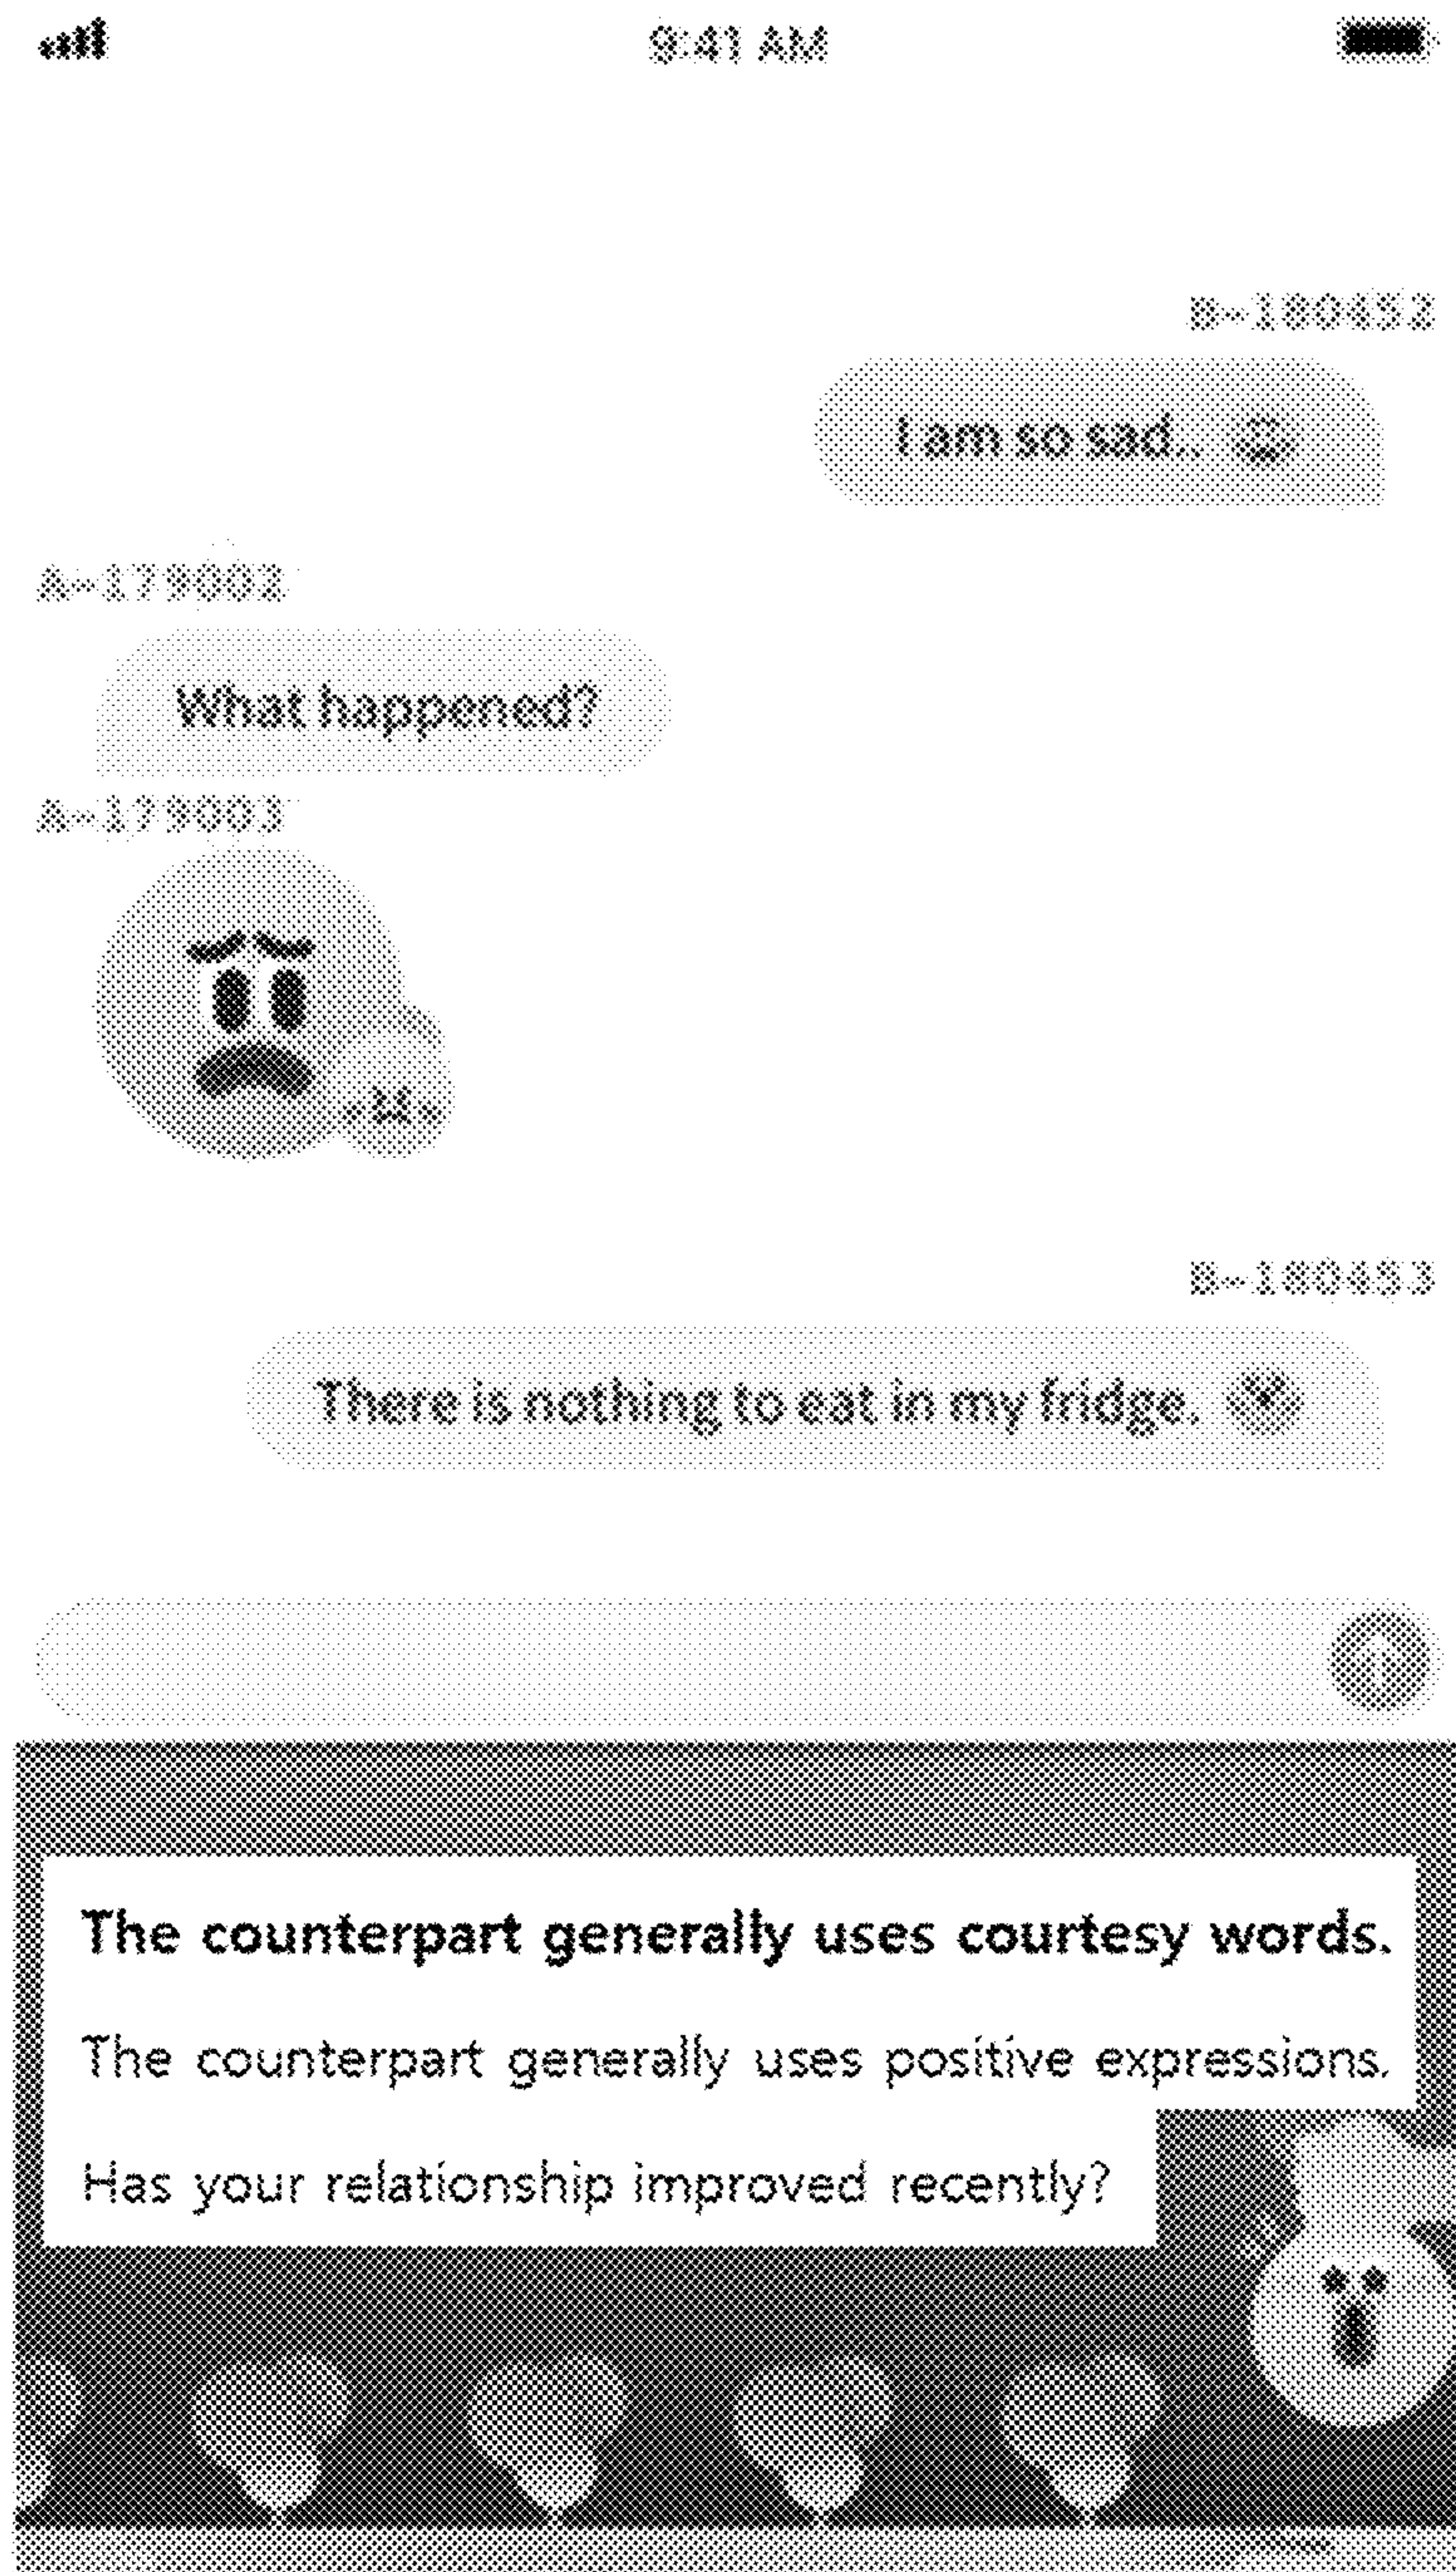 9:41 AM
B-180452
I am so sad..
A-179002
What happened?
A-179003
B-180453
There is nothing to eat in my fridge.
The counterpart generally uses courtesy words.
The counterpart generally uses positive expressions.
Has your relationship improved recently?